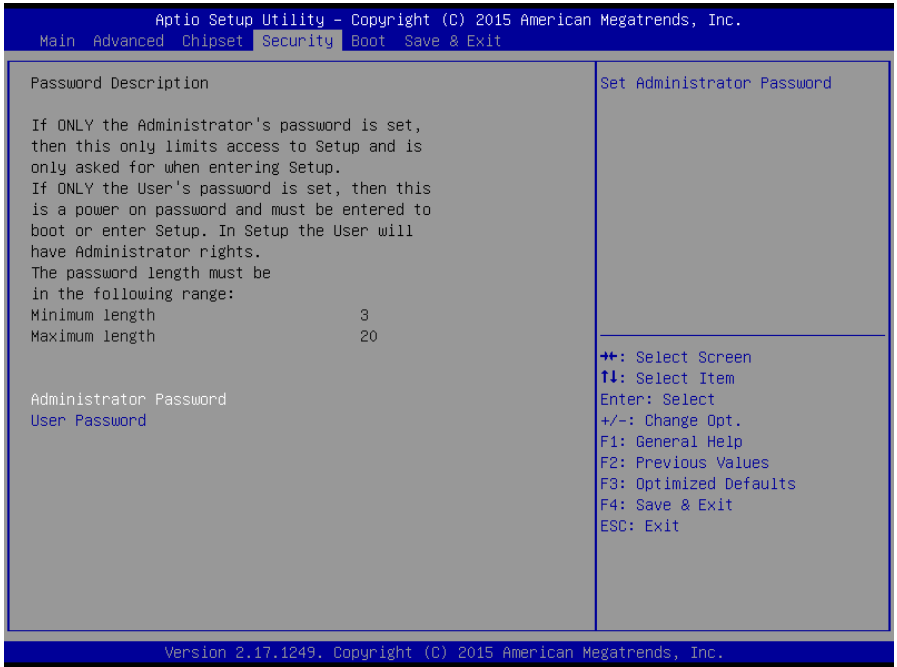 Aptio Setup Utility – Copyright (C) 2015 American Megatrends, Inc.
Main Advanced Chipset Security Boot Save & Exit
Password Description
If ONLY the Administrator's password is set,
then this only limits access to Setup and is
only asked for when entering Setup.
If ONLY the User's password is set, then this
is a power on password and must be entered to
boot or enter Setup. In Setup the User will
have Administrator rights.
The password length must be
in the following range:
Minimum length 3
Maximum length 20
Administrator Password
User Password
Set Administrator Password
→←: Select Screen
↑↓: Select Item
Enter: Select
+/-: Change Opt.
F1: General Help
F2: Previous Values
F3: Optimized Defaults
F4: Save & Exit
ESC: Exit
Version 2.17.1249. Copyright (C) 2015 American Megatrends, Inc.